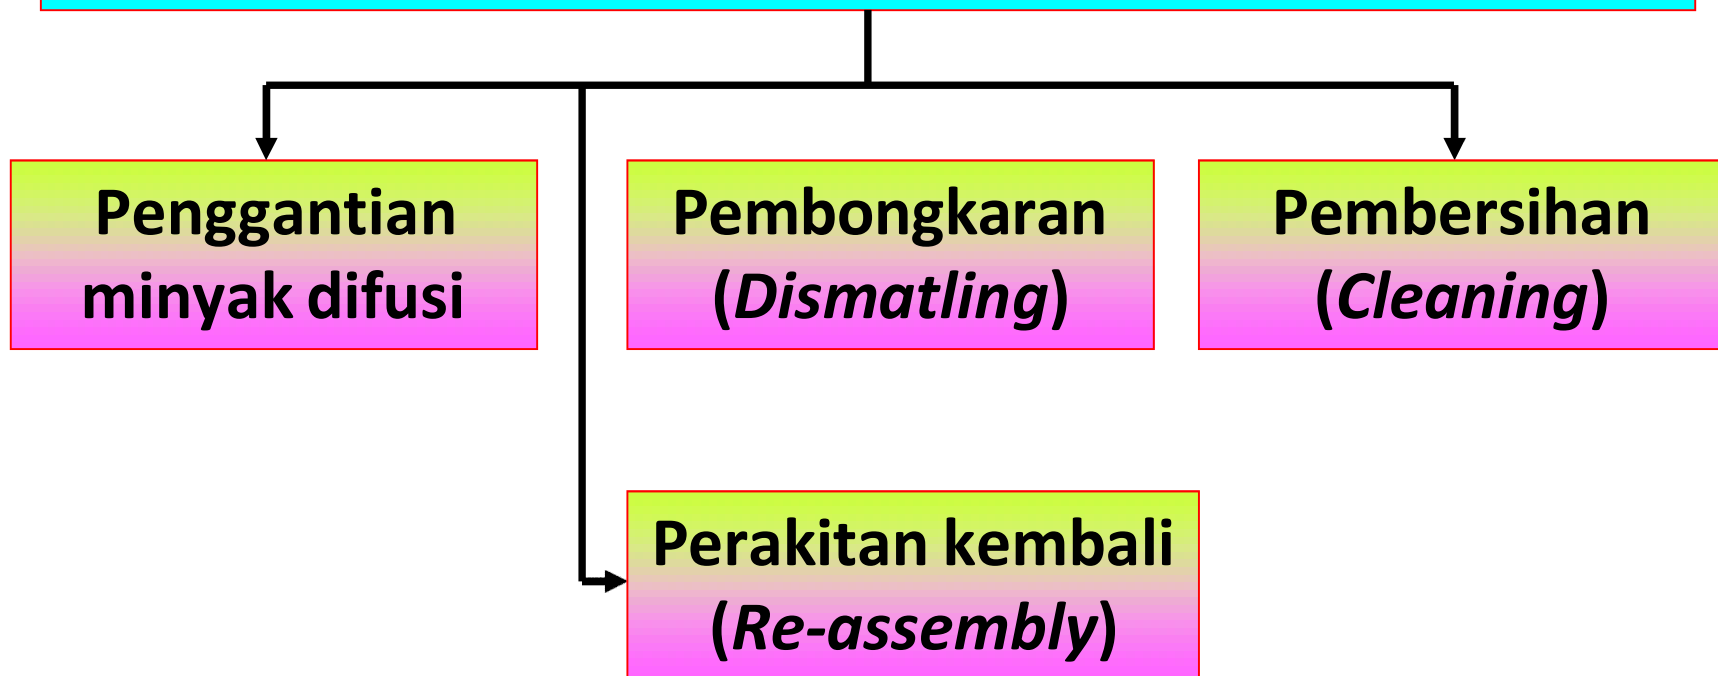 Penggantian
minyak difusi
Pembongkaran
(Dismatling)
Pembersihan
(Cleaning)
Perakitan kembali
(Re-assembly)